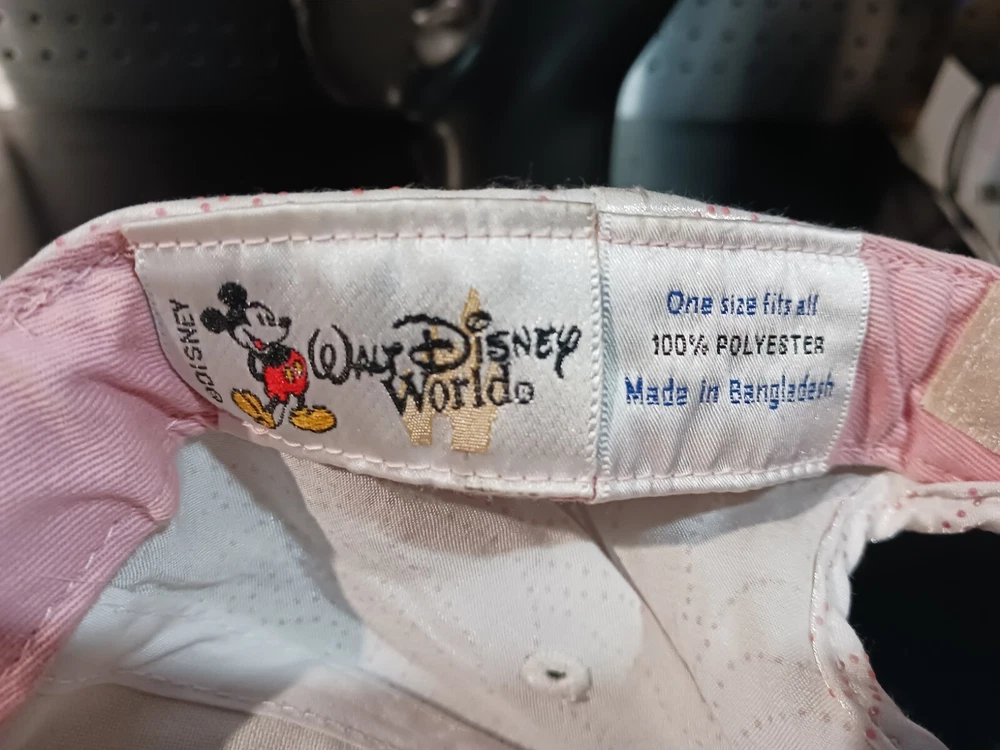 ©DISNEY
WALT DISNEY
World®
One size fits all
100% POLYESTER
Made in Bangladesh